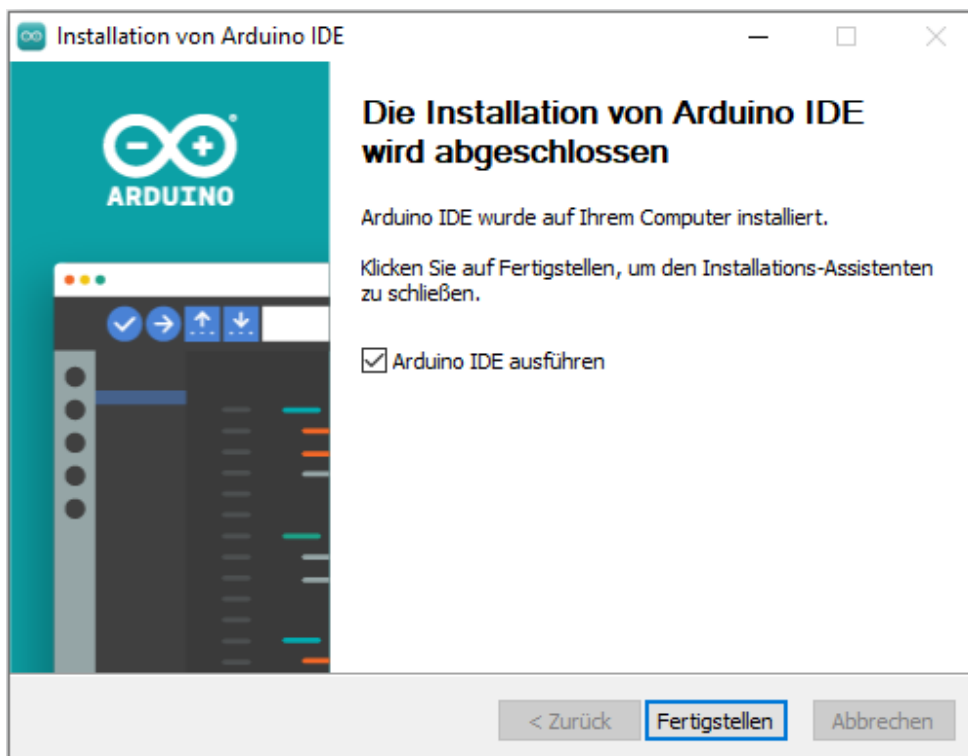 Installation von Arduino IDE
ARDUINO
Die Installation von Arduino IDE
wird abgeschlossen
Arduino IDE wurde auf Ihrem Computer installiert.
Klicken Sie auf Fertigstellen, um den Installations-Assistenten
zu schließen.
Arduino IDE ausführen
< Zurück
Fertigstellen
Abbrechen